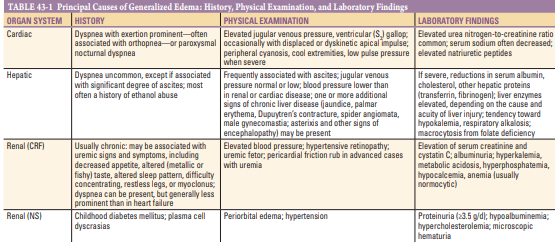 TABLE 43-1 Principal Causes of Generalized Edema: History, Physical Examination, and Laboratory Findings
ORGAN SYSTEM HISTORY PHYSICAL EXAMINATION LABORATORY FINDINGS
Cardiac
Dyspnea with exertion prominent—often
associated with orthopnea—or paroxysmal
nocturnal dyspnea
Elevated jugular venous pressure, ventricular (S3) gallop;
occasionally with displaced or dyskinetic apical impulse;
peripheral cyanosis, cool extremities, low pulse pressure
when severe
Elevated urea nitrogen-to-creatinine ratio
common; serum sodium often decreased;
elevated natriuretic peptides
Hepatic
Dyspnea uncommon, except if associated
with significant degree of ascites; most
often a history of ethanol abuse
Frequently associated with ascites; jugular venous
pressure normal or low; blood pressure lower than
in renal or cardiac disease; one or more additional
signs of chronic liver disease (jaundice, palmar
erythema, Dupuytren's contracture, spider angiomata,
male gynecomastia; asterixis and other signs of
encephalopathy) may be present
If severe, reductions in serum albumin,
cholesterol, other hepatic proteins
(transferrin, fibrinogen); liver enzymes
elevated, depending on the cause and
acuity of liver injury; tendency toward
hypokalemia, respiratory alkalosis;
macrocytosis from folate deficiency
Renal (CRF)
Usually chronic: may be associated with
uremic signs and symptoms, including
decreased appetite, altered (metallic or
fishy) taste, altered sleep pattern, difficulty
concentrating, restless legs, or myoclonus;
dyspnea can be present, but generally less
prominent than in heart failure
Elevated blood pressure; hypertensive retinopathy;
uremic fetor; pericardial friction rub in advanced cases
with uremia
Elevation of serum creatinine and
cystatin C; albuminuria; hyperkalemia,
metabolic acidosis, hyperphosphatemia,
hypocalcemia, anemia (usually
normocytic)
Renal (NS)
Childhood diabetes mellitus; plasma cell
dyscrasias
Periorbital edema; hypertension
Proteinuria (≥3.5 g/d); hypoalbuminemia;
hypercholesterolemia; microscopic
hematuria